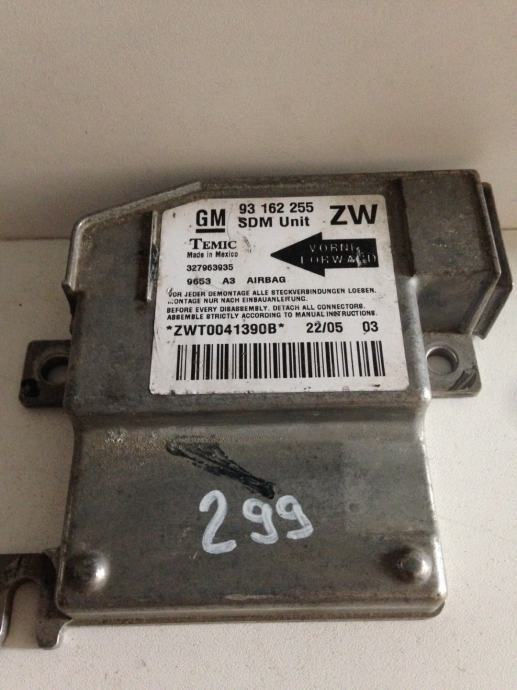 GM 93 162 255 ZW
SDM Unit
TEMIC
Made in Mexico
VORNE
FORWARD
327963935
9653 A3 AIRBAG
VOR JEDER DEMONTAGE ALLE STECKVERBINDUNGEN LOESEN.
MONTAGE NUR NACH EINBAUANLEITUNG.
BEFORE EVERY DISASSEMBLY, DETACH ALL CONNECTORS.
ASSEMBLE STRICTLY ACCORDING TO MANUAL INSTRUCTIONS.
*ZWT0041390B* 22/05 03
299